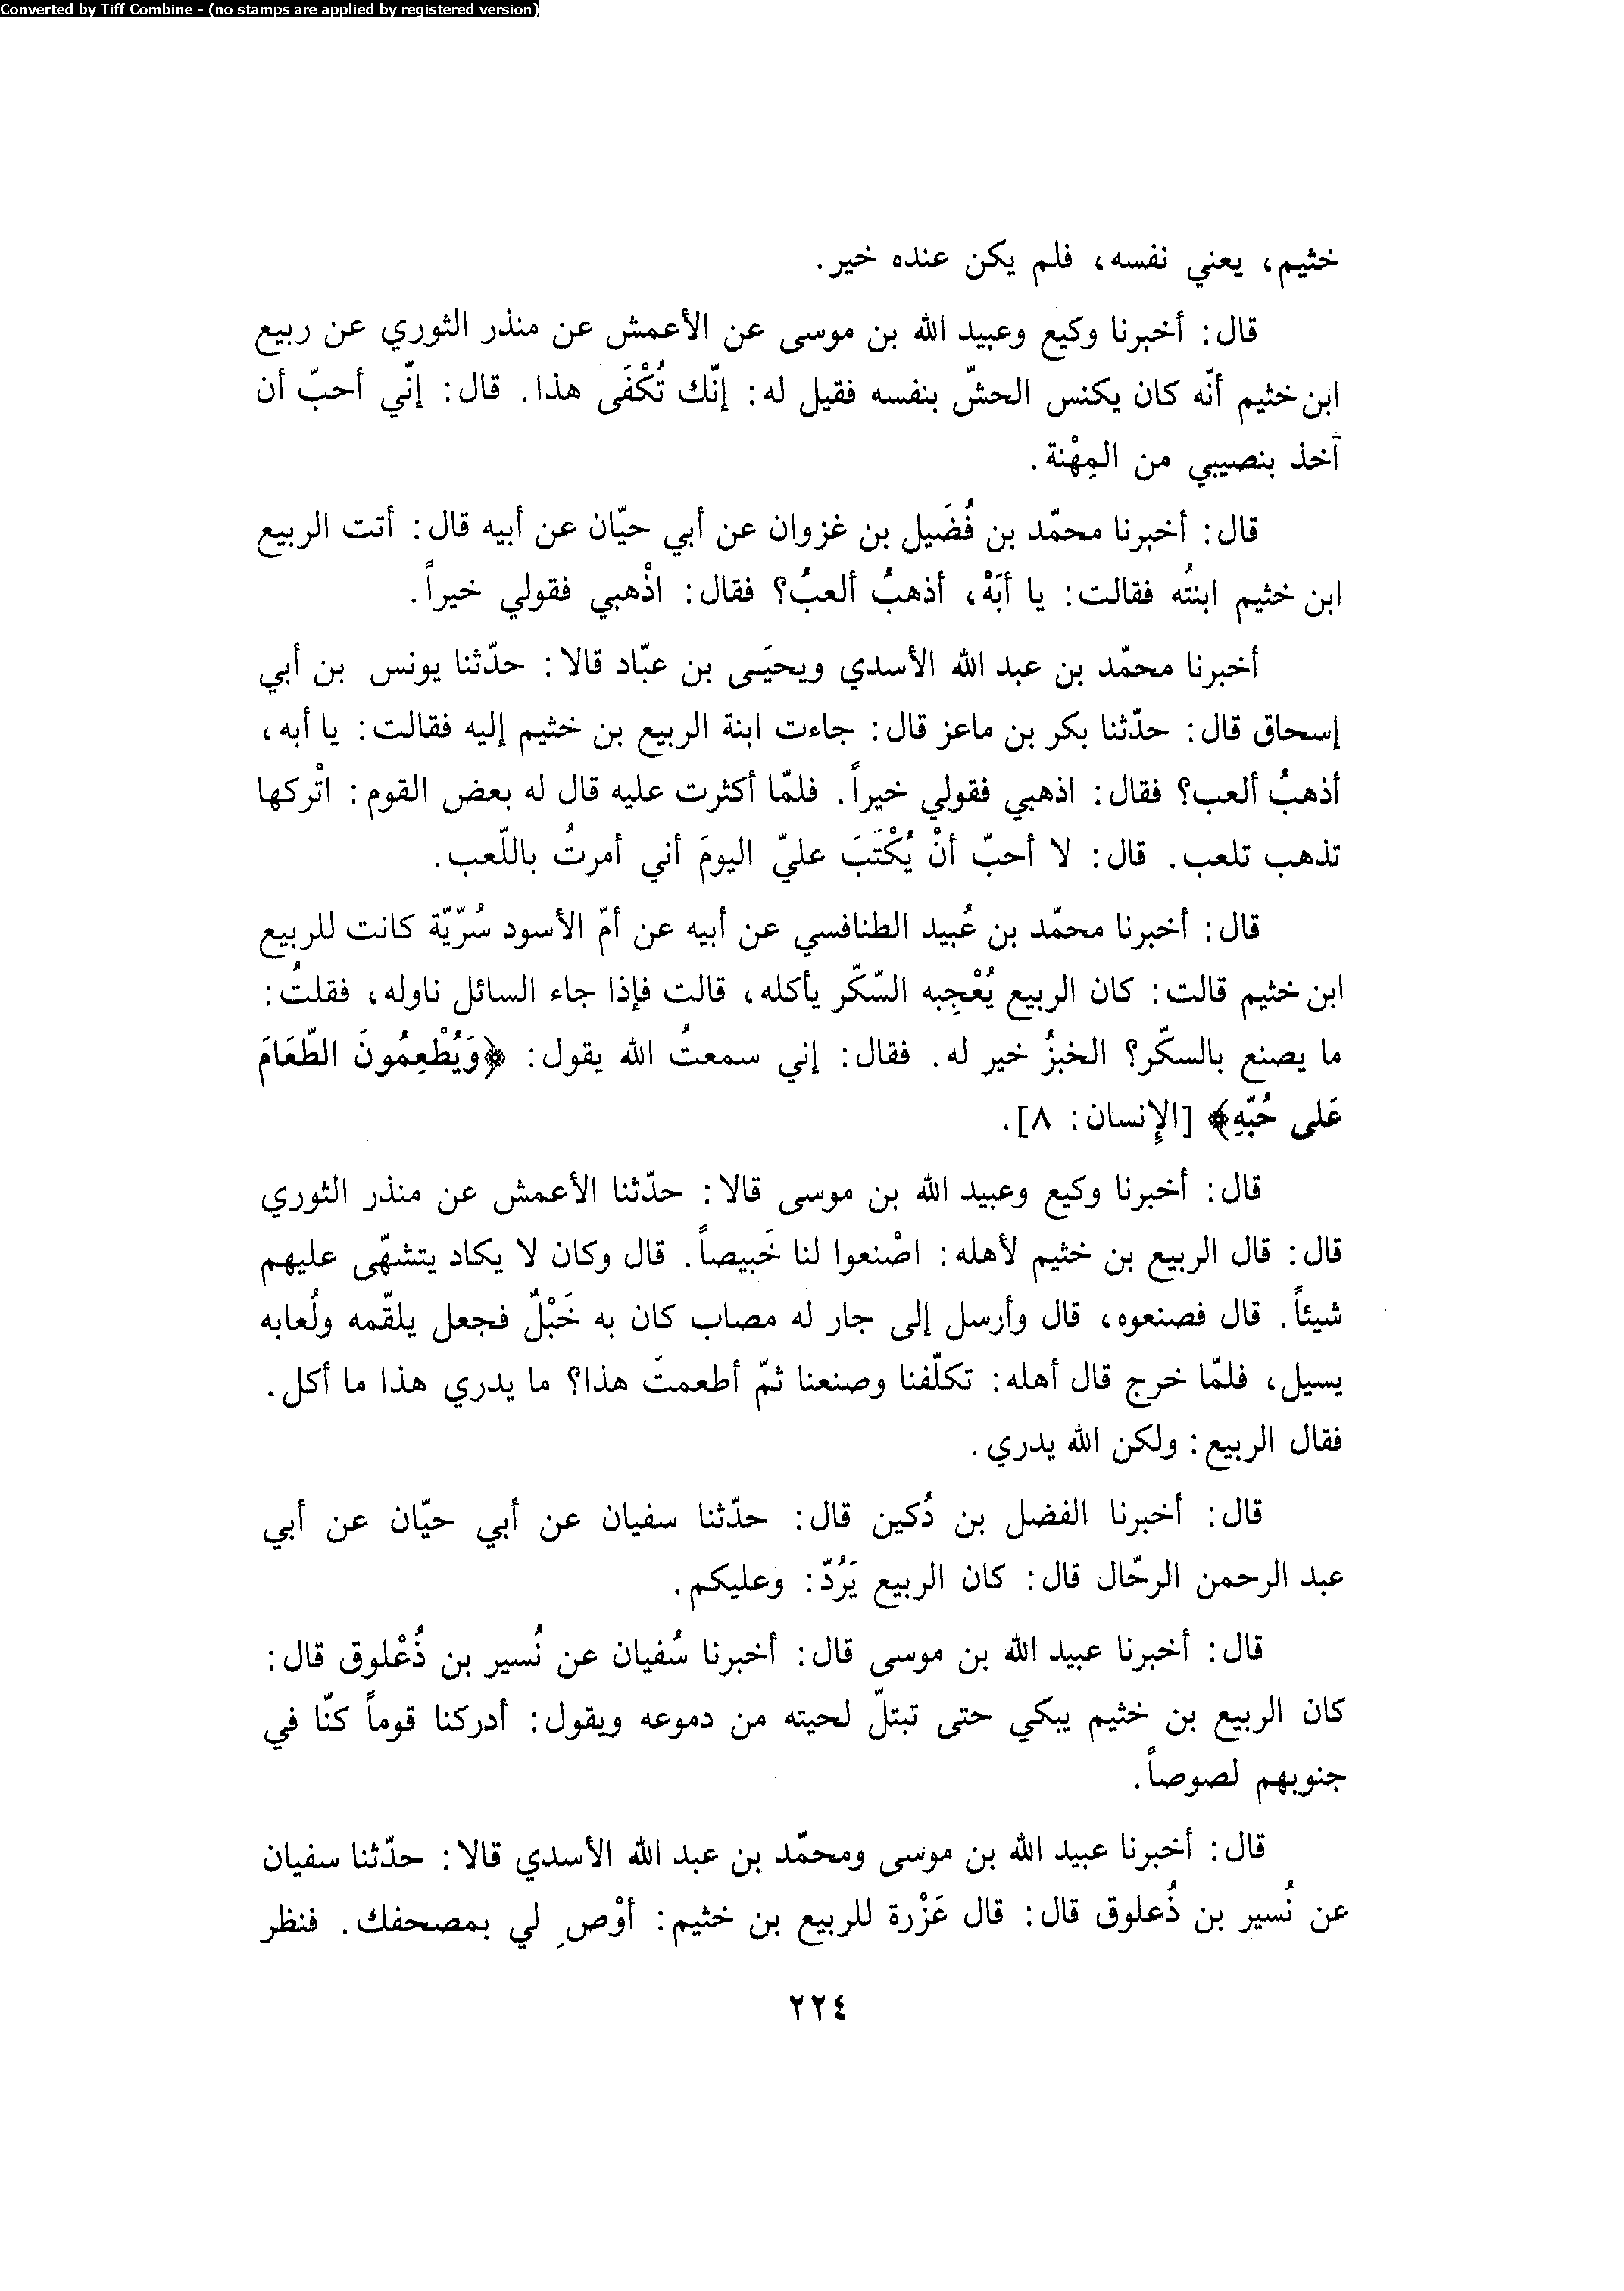 Converted by Tiff Combine - (no stamps are applied by registered version)
خثيم، يعني نفسه، فلم يكن عنده خير.
قال: أخبرنا وكيع وعبيد الله بن موسى عن الأعمش عن منذر الثوري عن ربيع
ابن خثيم أنّه كان يكنس الحشّ بنفسه فقيل له: إنّك تُكْفَى هذا. قال: إنّي أحبّ أن
آخذ بنصيبي من المِهْنة.
قال: أخبرنا محمّد بن فُضَيل بن غزوان عن أبي حيّان عن أبيه قال: أتت الربيع
ابن خثيم ابنتُه فقالت: يا أبَهْ، أذهبُ ألعبُ؟ فقال: اذْهبي فقولي خيراً.
أخبرنا محمّد بن عبد الله الأسدي ويحيَى بن عبّاد قالا: حدّثنا يونس بن أبي
إسحاق قال: حدّثنا بكر بن ماعز قال: جاءت ابنة الربيع بن خثيم إليه فقالت: يا أبه،
أذهبُ ألعب؟ فقال: اذهبي فقولي خيراً. فلمّا أكثرت عليه قال له بعض القوم: اتْركها
تذهب تلعب. قال: لا أحبّ أنْ يُكْتَبَ عليّ اليومَ أني أمرتُ باللّعب.
قال: أخبرنا محمّد بن عُبيد الطنافسي عن أبيه عن أمّ الأسود سُرّيّة كانت للربيع
ابن خثيم قالت: كان الربيع يُعْجِبه السّكّر يأكله، قالت فإذا جاء السائل ناوله، فقلتُ:
ما يصنع بالسكّر؟ الخبزُ خير له. فقال: إني سمعتُ الله يقول: ﴿وَيُطْعِمُونَ الطّعَامَ
عَلى حُبّهِ﴾ [الإنسان: ٨].
قال: أخبرنا وكيع وعبيد الله بن موسى قالا: حدّثنا الأعمش عن منذر الثوري
قال: قال الربيع بن خثيم لأهله: اصْنعوا لنا خَبيصاً. قال وكان لا يكاد يتشهّى عليهم
شيئاً. قال فصنعوه، قال وأرسل إلى جار له مصاب كان به خَبْلٌ فجعل يلقّمه ولُعابه
يسيل، فلمّا خرج قال أهله: تكلّفنا وصنعنا ثمّ أطعمتَ هذا؟ ما يدري هذا ما أكل.
فقال الربيع: ولكن الله يدري.
قال: أخبرنا الفضل بن دُكين قال: حدّثنا سفيان عن أبي حيّان عن أبي
عبد الرحمن الرحّال قال: كان الربيع يَرُدّ: وعليكم.
قال: أخبرنا عبيد الله بن موسى قال: أخبرنا سُفيان عن نُسير بن ذُعْلوق قال:
كان الربيع بن خثيم يبكي حتى تبتلّ لحيته من دموعه ويقول: أدركنا قوماً كنّا في
جنوبهم لصوصاً.
قال: أخبرنا عبيد الله بن موسى ومحمّد بن عبد الله الأسدي قالا: حدّثنا سفيان
عن نُسير بن ذُعلوق قال: قال عَزْرة للربيع بن خثيم: أوْصِ لي بمصحفك. فنظر
٢٢٤